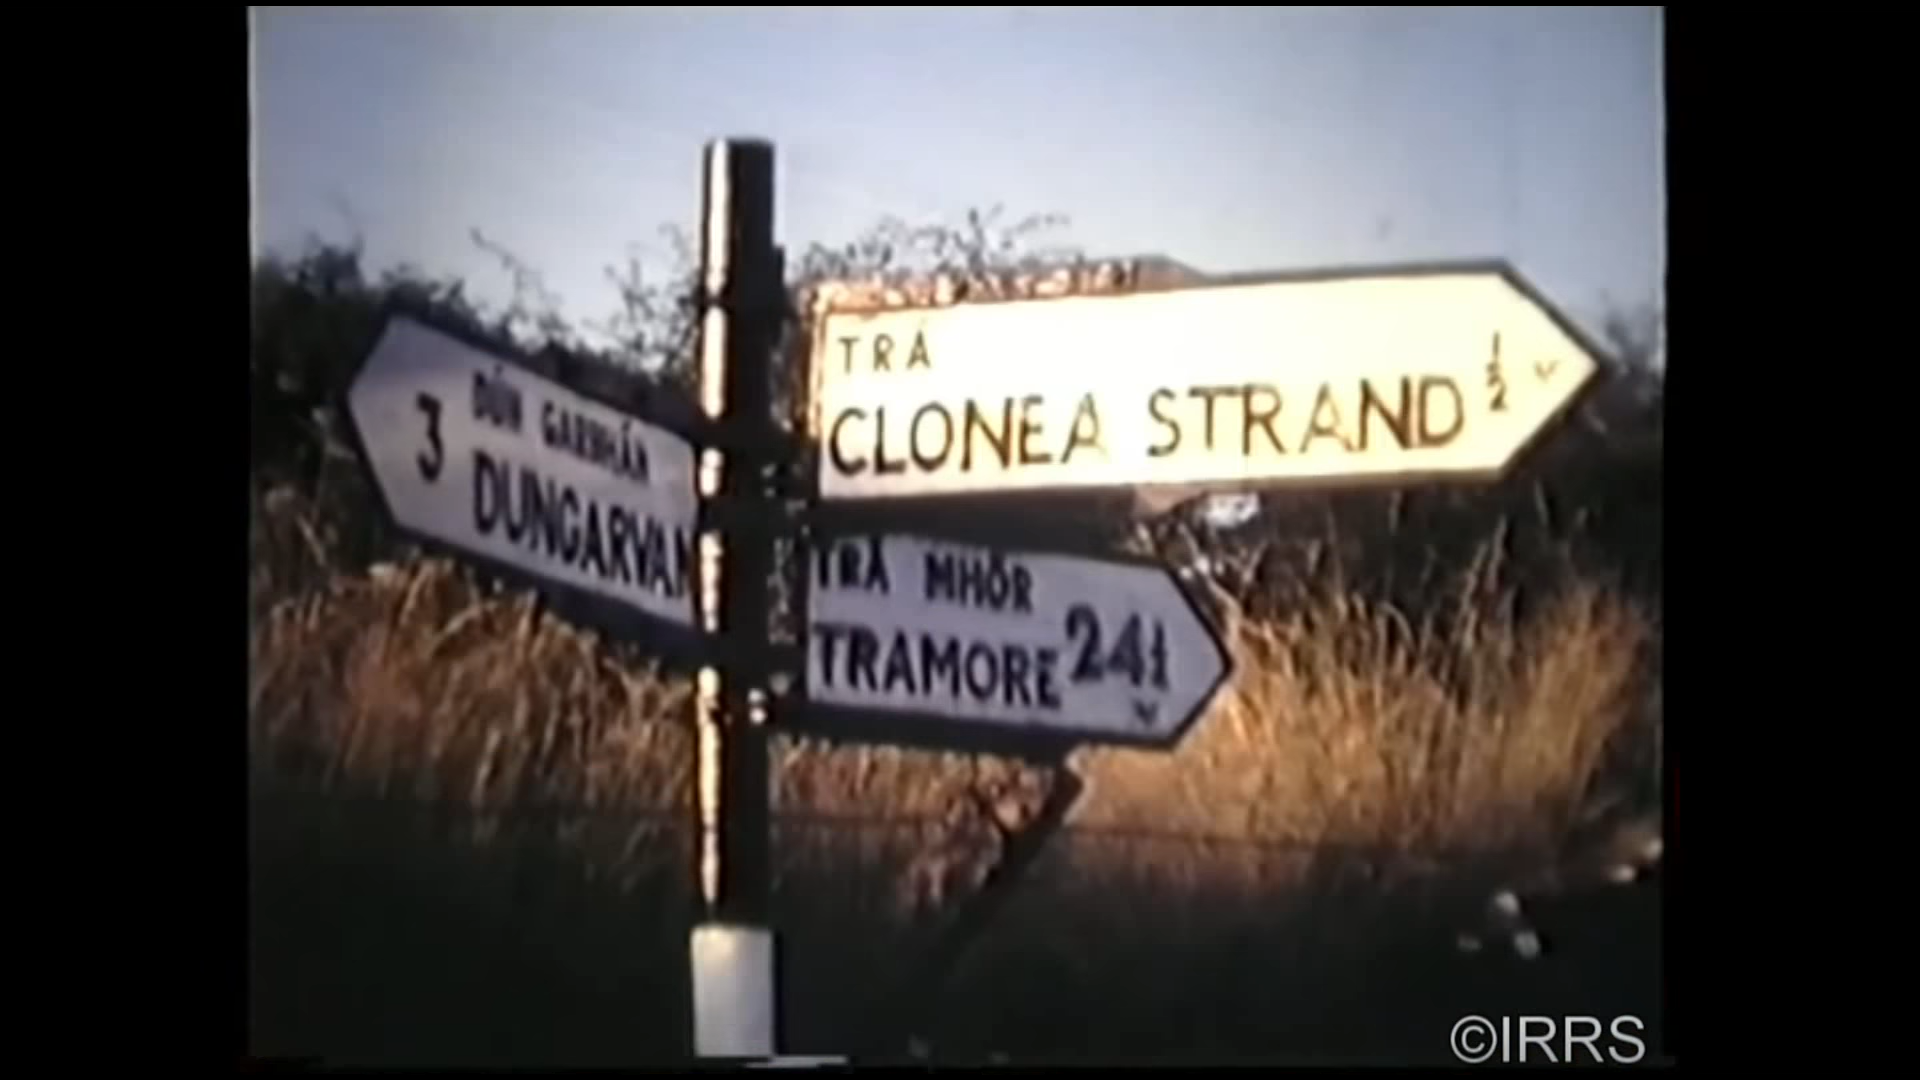 TRÁ
CLONEA STRAND 1/2
DÚN GARBHÁN
3 DUNGARVAN
TRÁ MHÓR
TRAMORE 24½
©IRRS